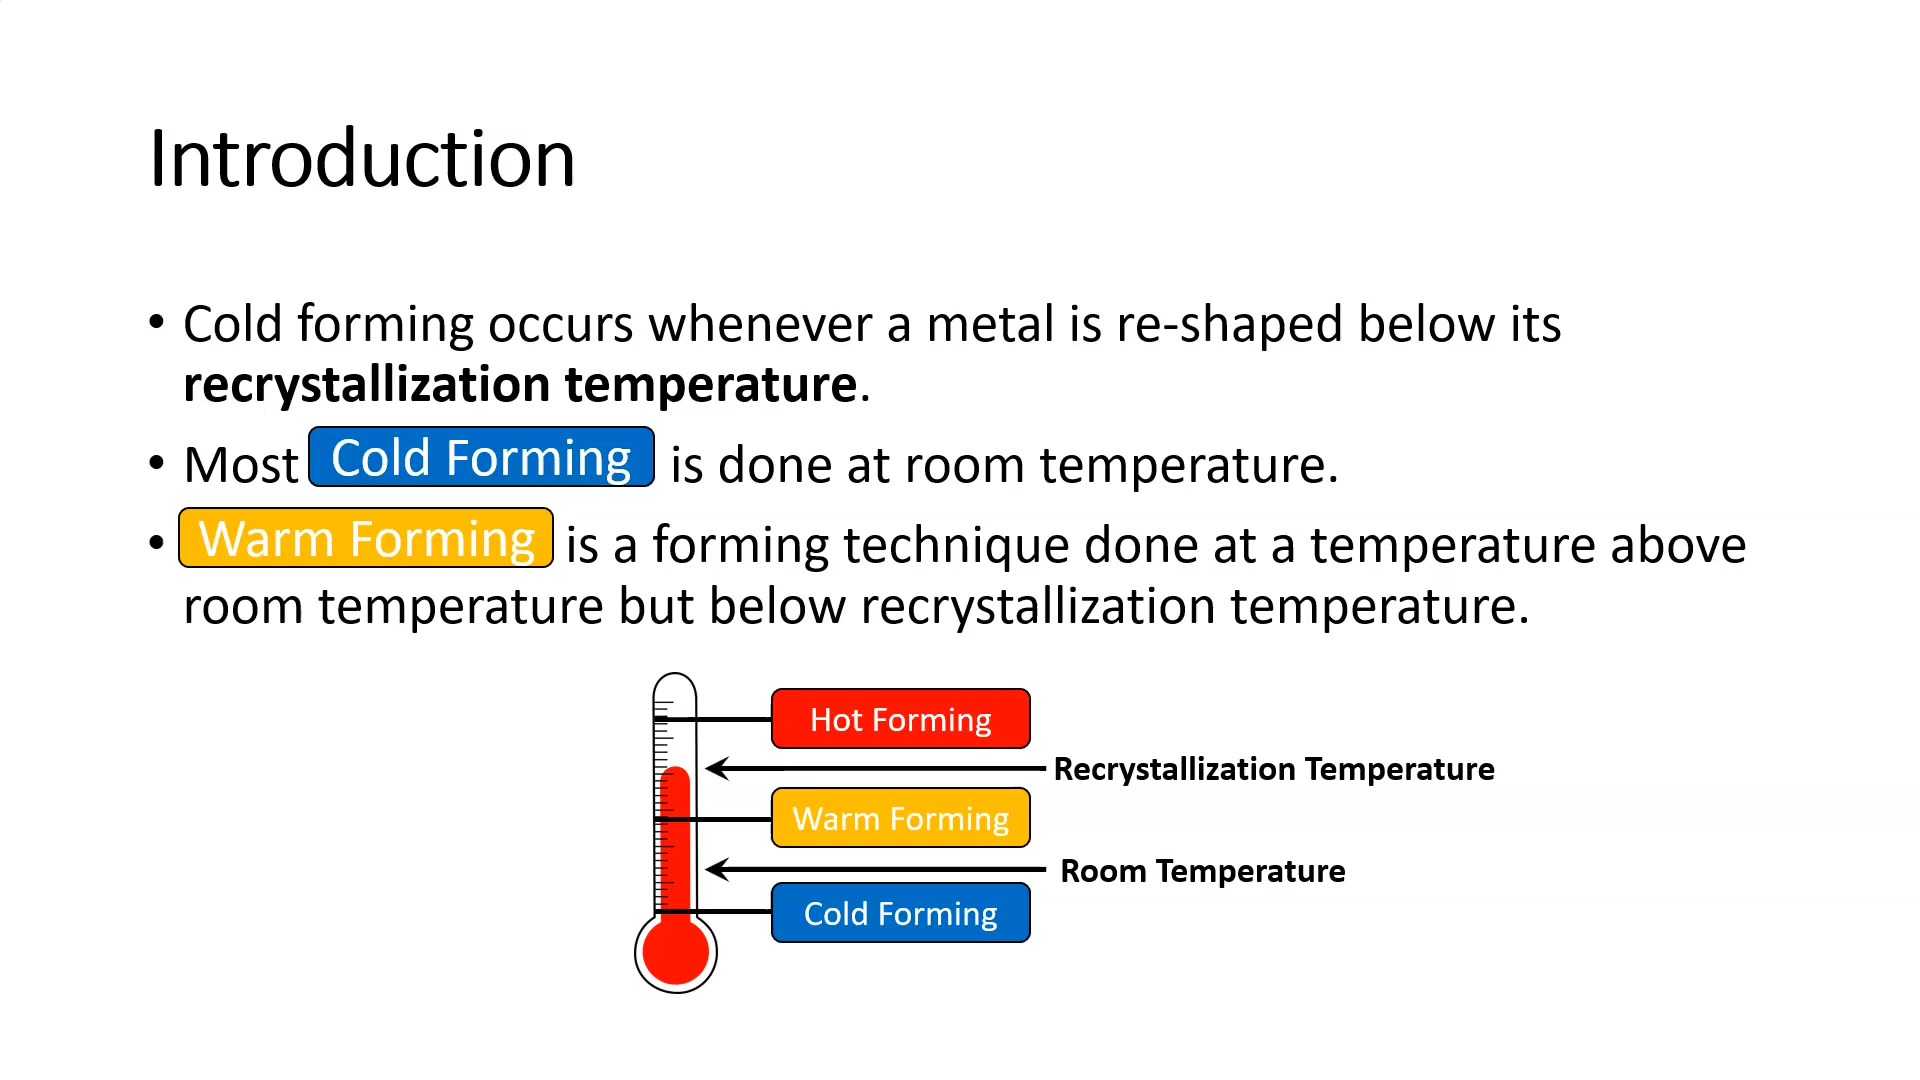 Introduction
• Cold forming occurs whenever a metal is re-shaped below its
recrystallization temperature.
• Most Cold Forming is done at room temperature.
• Warm Forming is a forming technique done at a temperature above
room temperature but below recrystallization temperature.
Hot Forming
Recrystallization Temperature
Warm Forming
Room Temperature
Cold Forming